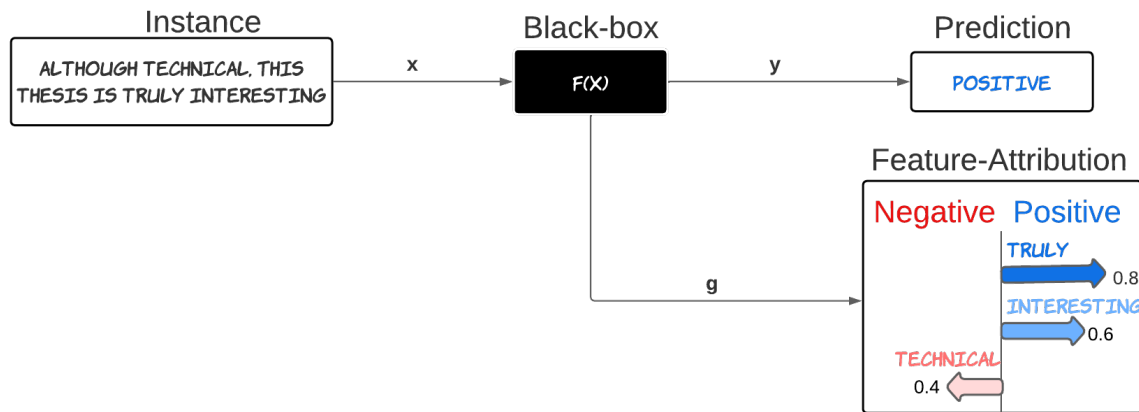 Instance
Black-box
Prediction
ALTHOUGH TECHNICAL, THIS
THESIS IS TRULY INTERESTING
x
F(X)
y
POSITIVE
Feature-Attribution
Negative
Positive
TRULY
0.8
g
INTERESTING
0.6
TECHNICAL
0.4